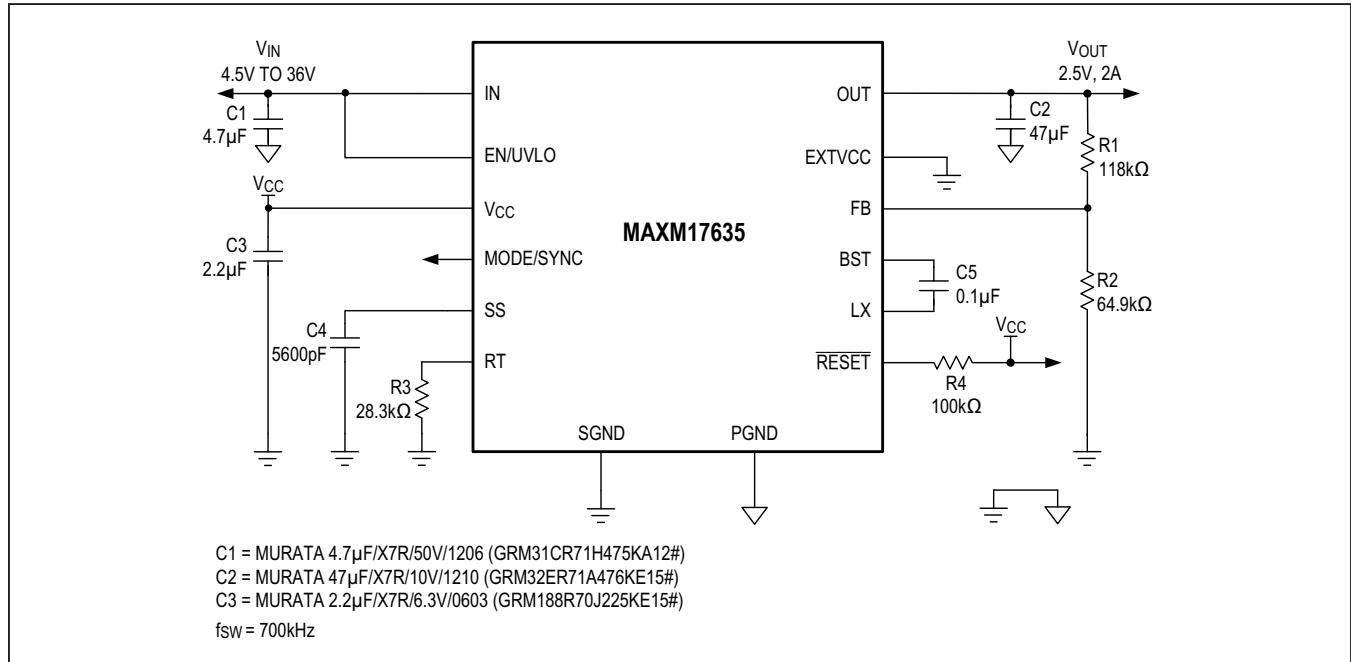 VIN
4.5V TO 36V
C1
4.7µF
VCC
C3
2.2µF
C4
5600pF
R3
28.3kΩ
IN
EN/UVLO
VCC
MODE/SYNC
SS
RT
MAXM17635
SGND
PGND
OUT
EXTVCC
FB
BST
LX
RESET
VOUT
2.5V, 2A
C2
47µF
R1
118kΩ
R2
64.9kΩ
C5
0.1µF
VCC
R4
100kΩ
C1 = MURATA 4.7µF/X7R/50V/1206 (GRM31CR71H475KA12#)
C2 = MURATA 47µF/X7R/10V/1210 (GRM32ER71A476KE15#)
C3 = MURATA 2.2µF/X7R/6.3V/0603 (GRM188R70J225KE15#)
fSW = 700kHz